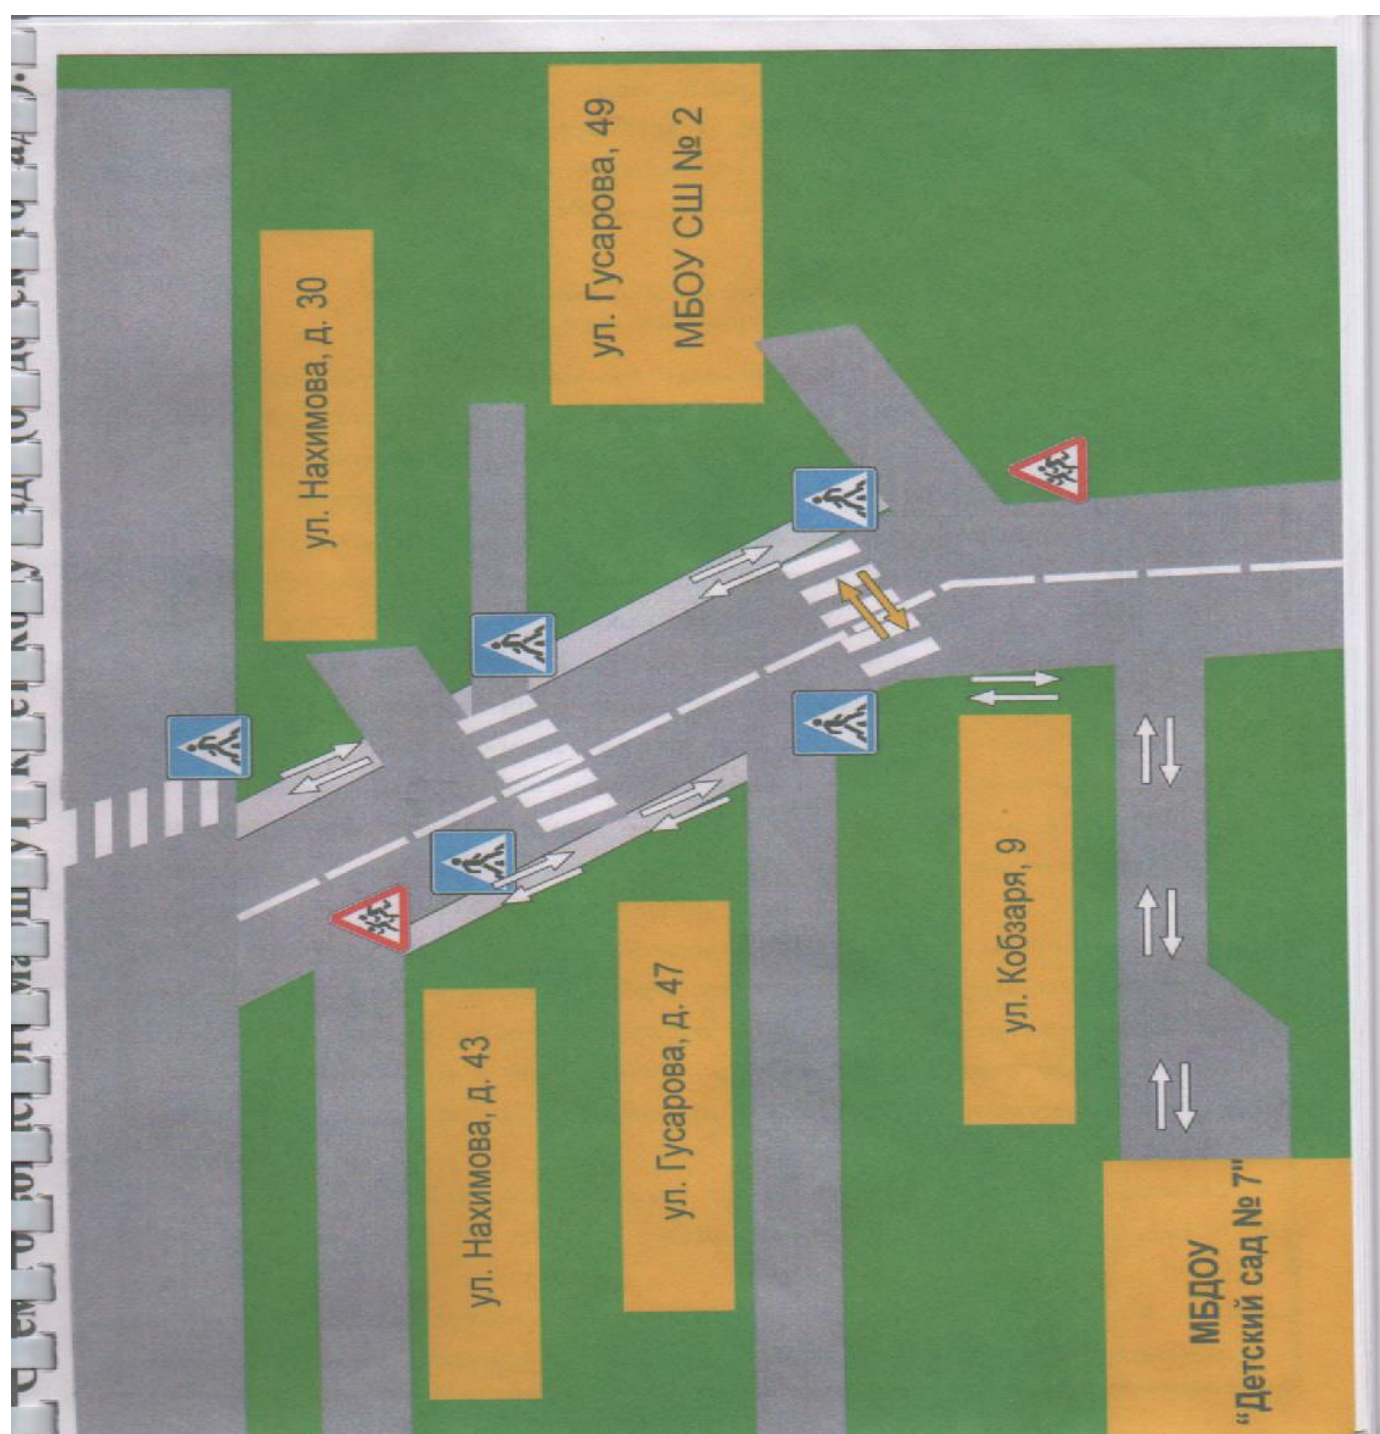 ул. Нахимова, д. 30
ул. Гусарова, 49
МБОУ СШ № 2
ул. Нахимова, д. 43
ул. Гусарова, д. 47
ул. Кобзаря, 9
МБДОУ
“Детский сад № 7"